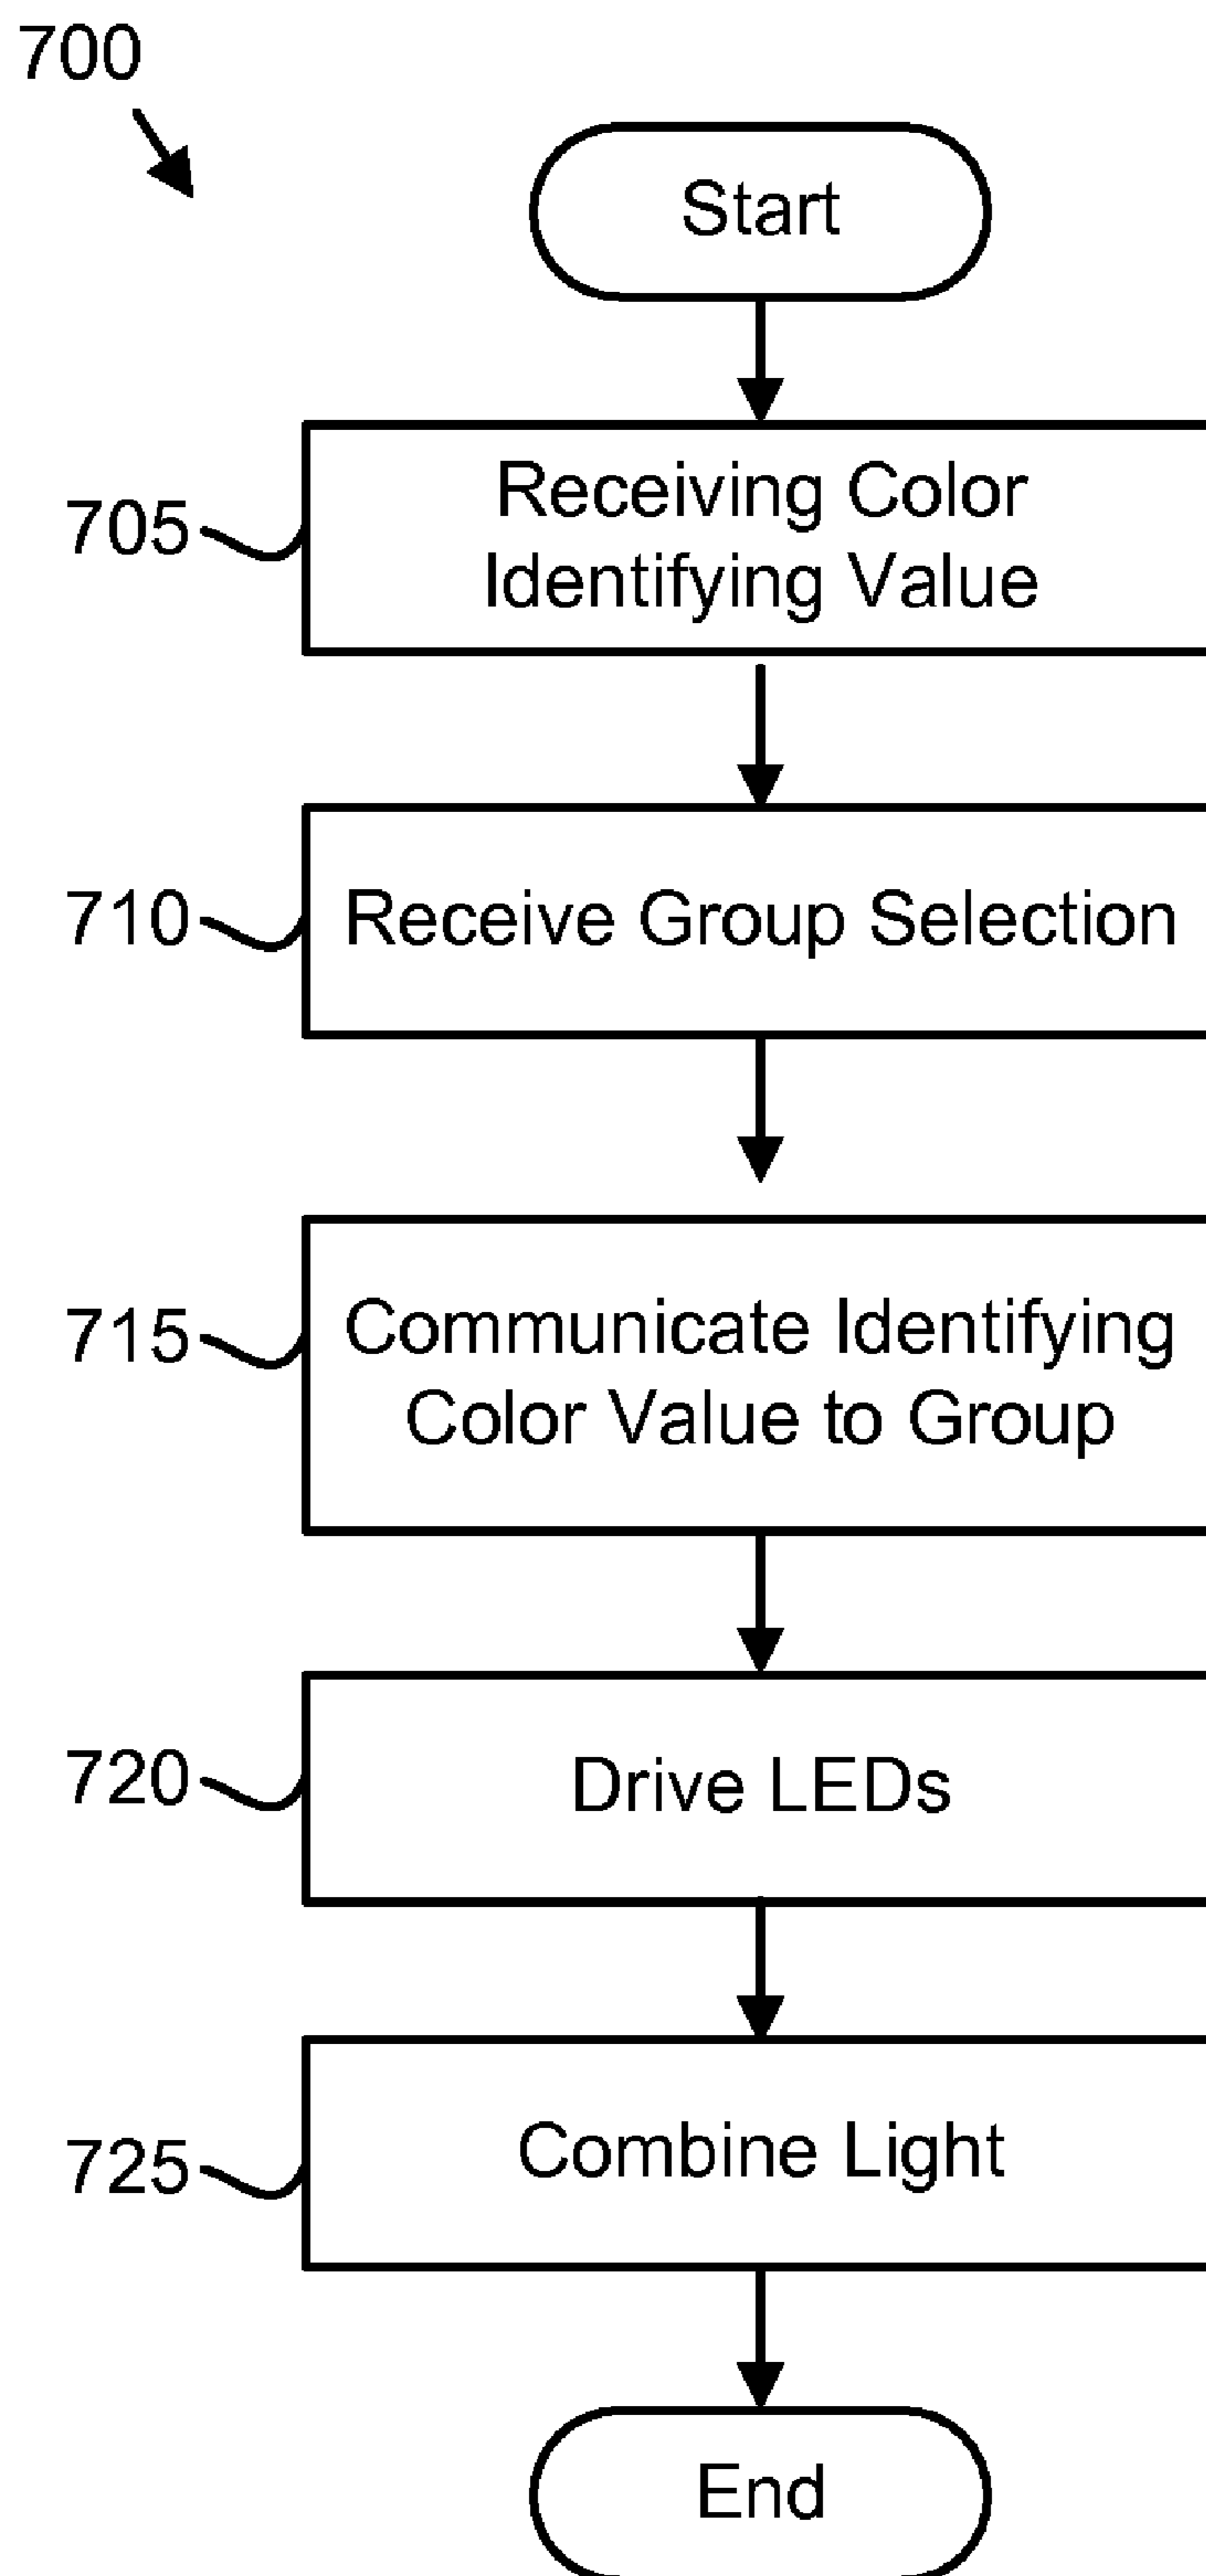 700
Start
705
Receiving Color
Identifying Value
710
Receive Group Selection
715
Communicate Identifying
Color Value to Group
720
Drive LEDs
725
Combine Light
End